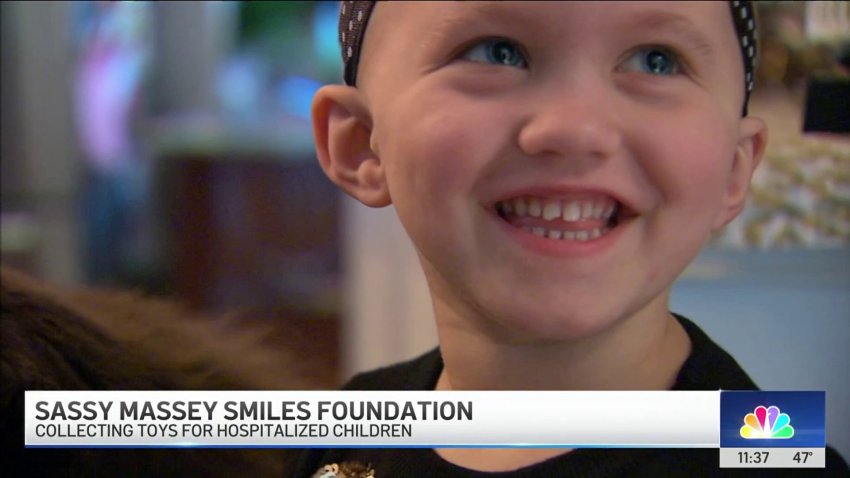 SASSY MASSEY SMILES FOUNDATION
COLLECTING TOYS FOR HOSPITALIZED CHILDREN
11:37 47°